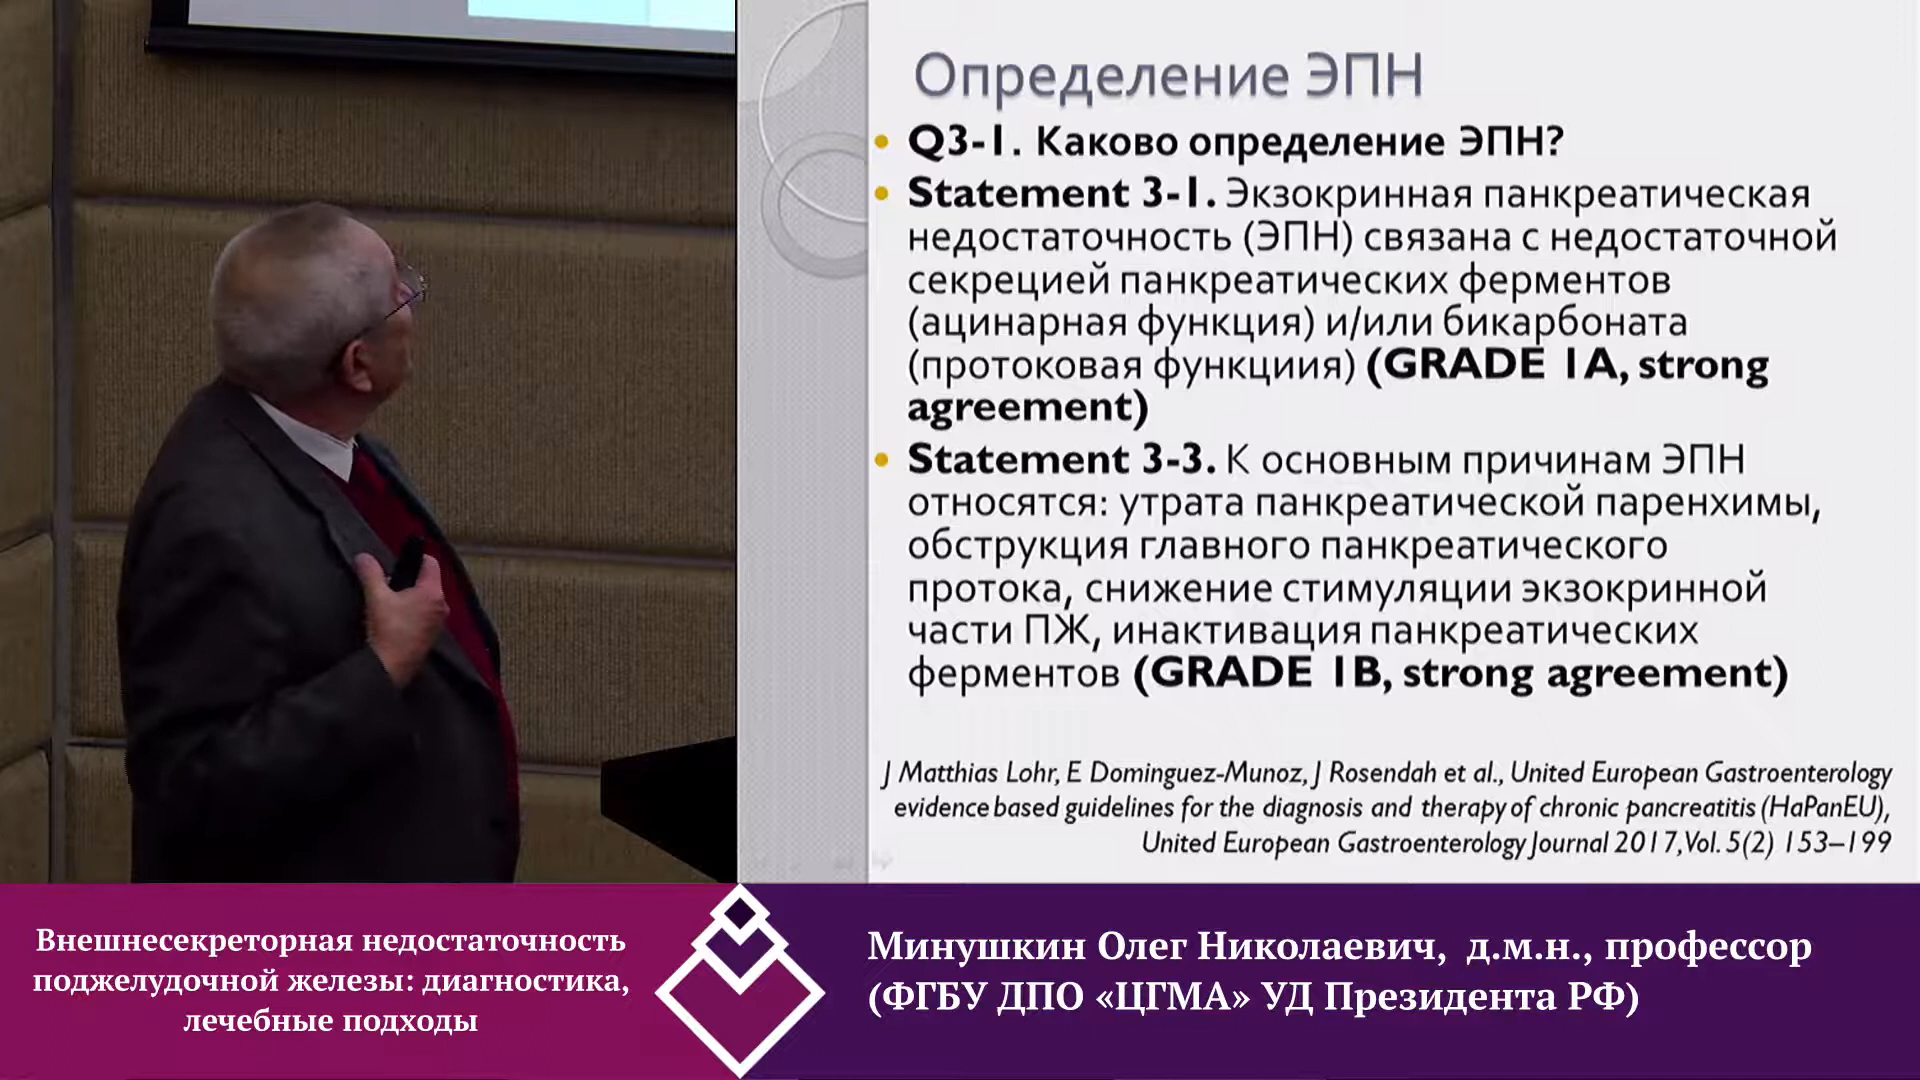 Определение ЭПН
Q3-1. Каково определение ЭПН?
Statement 3-1. Экзокринная панкреатическая
недостаточность (ЭПН) связана с недостаточной
секрецией панкреатических ферментов
(ацинарная функция) и/или бикарбоната
(протоковая функциия) (GRADE 1A, strong
agreement)
Statement 3-3. К основным причинам ЭПН
относятся: утрата панкреатической паренхимы,
обструкция главного панкреатического
протока, снижение стимуляции экзокринной
части ПЖ, инактивация панкреатических
ферментов (GRADE 1B, strong agreement)
J Matthias Lohr, E Dominguez-Munoz, J Rosendah et al., United European Gastroenterology
evidence based guidelines for the diagnosis and therapy of chronic pancreatitis (HaPanEU),
United European Gastroenterology Journal 2017, Vol. 5(2) 153–199
Внешнесекреторная недостаточность
поджелудочной железы: диагностика,
лечебные подходы
Минушкин Олег Николаевич, д.м.н., профессор
(ФГБУ ДПО «ЦГМА» УД Президента РФ)